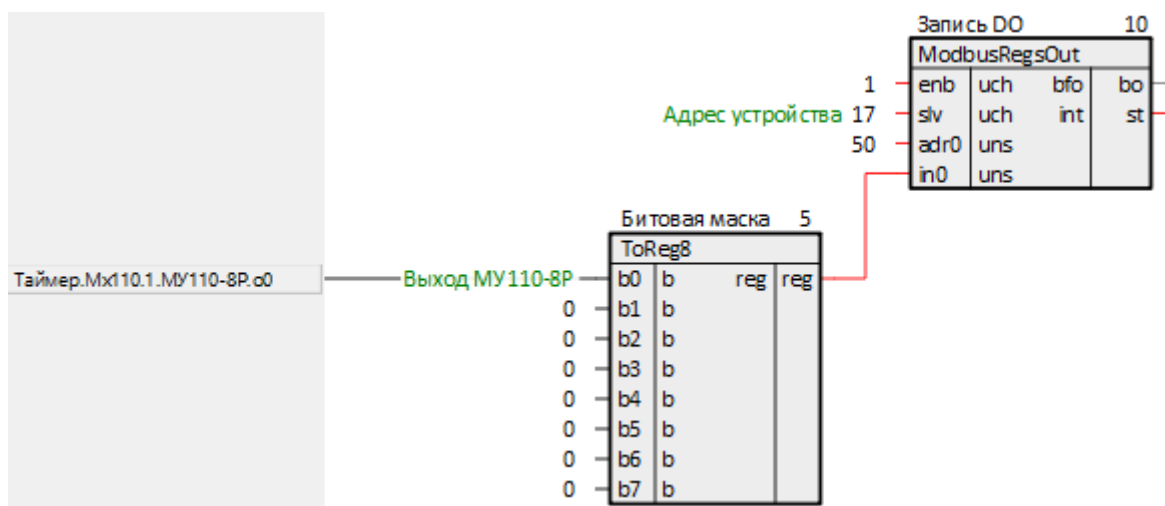 Запись DO 10
ModbusRegsOut
1 enb uch bfo bo
Адрес устройства 17 slv uch int st
50 adr0 uns
in0 uns
Битовая маска 5
ToReg8
Таймер.Мх110.1.МУ110-8Р.o0 Выход МУ110-8Р b0 b reg reg
0 b1 b
0 b2 b
0 b3 b
0 b4 b
0 b5 b
0 b6 b
0 b7 b